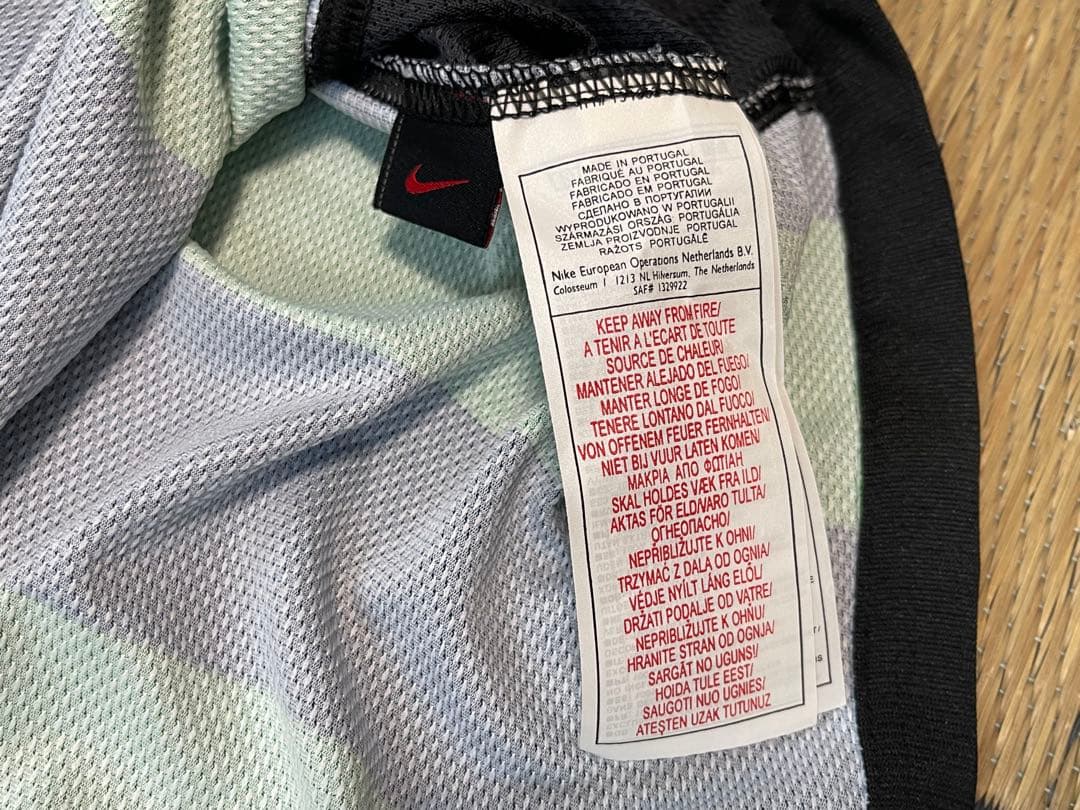 MADE IN PORTUGAL
FABRIQUÉ AU PORTUGAL
FABRICADO EN PORTUGAL
FABRICADO EM PORTUGAL
СДЕЛАНО В ПОРТУГАЛИИ
WYPRODUKOWANO W PORTUGALII
SZÁRMAZÁSI ORSZÁG: PORTUGÁLIA
ZEMLJA PROIZVODNJE PORTUGAL
RAŽOTS PORTUGÁLĒ
Nike European Operations Netherlands B.V.
Colosseum 1 1213 NL Hilversum, The Netherlands
SAF# 1329922
KEEP AWAY FROM FIRE/
A TENIR A L'ECART DE TOUTE
SOURCE DE CHALEUR/
MANTENER ALEJADO DEL FUEGO/
MANTER LONGE DE FOGO/
TENERE LONTANO DAL FUOCO/
VON OFFENEM FEUER FERNHALTEN/
NIET BIJ VUUR LATEN KOMEN/
ΜΑΚΡΙΑ ΑΠΟ ΦΩΤΙΑΗ
SKAL HOLDES VÆK FRA ILD/
AKTAS FÖR ELD/VARO TULTA/
ОГНЕОПАСНО/
NEPŘIBLIŽUJTE K OHNI/
TRZYMAĆ Z DALA OD OGNIA/
VÉDJE NYÍLT LÁNG ELŐL/
DRŽATI PODALJE OD VATRE/
NEPRIBLIŽUJTE K OHŇU/
HRANITE STRAN OD OGNJA/
SARGĀT NO UGUNS!/
HOIDA TULE EEST/
SAUGOTI NUO UGNIES/
ATEŞTEN UZAK TUTUNUZ